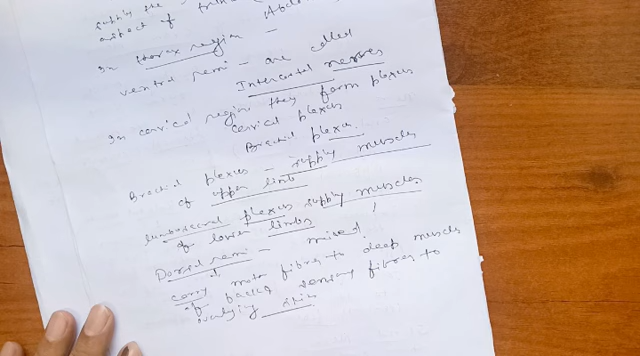 supply the
aspect of trunk
In thorax region - Abdo
ventral rami - are called
Intercostal nerves
In cervical region they form plexus
cervical plexus
Brachial plexus
Brachial plexus - supply muscles
of upper limb
Lumbosacral plexus supply muscles
of lower limbs
Dorsal rami - mixed
carry motor fibres to deep muscles
of back & sensory fibres to
overlying skin